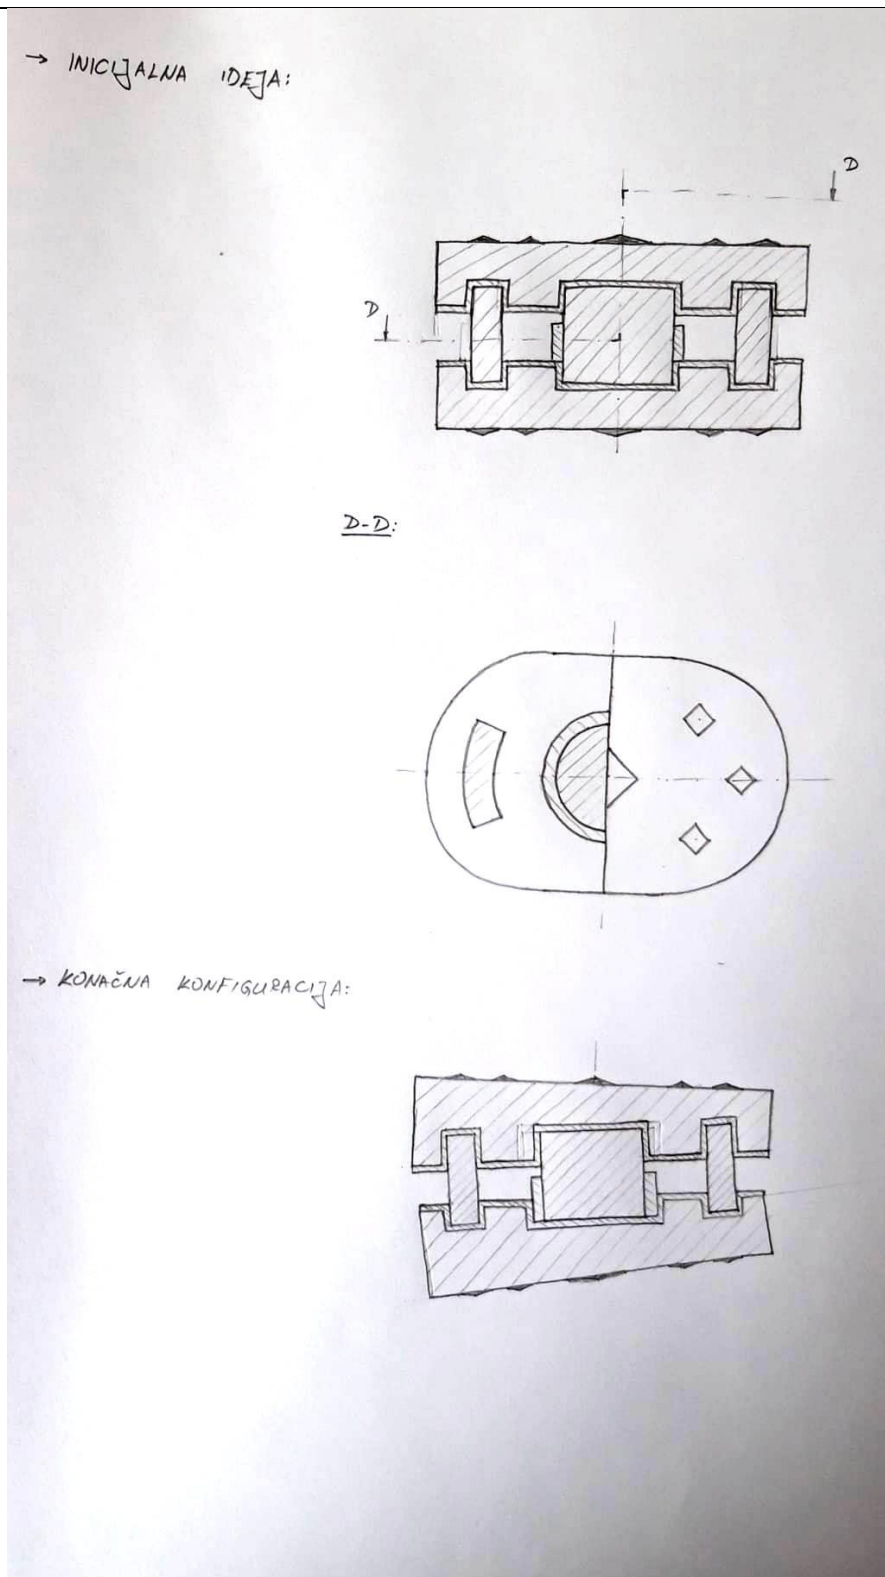 → INICIJALNA IDEJA:
D
D
D-D:
→ KONAČNA KONFIGURACIJA: